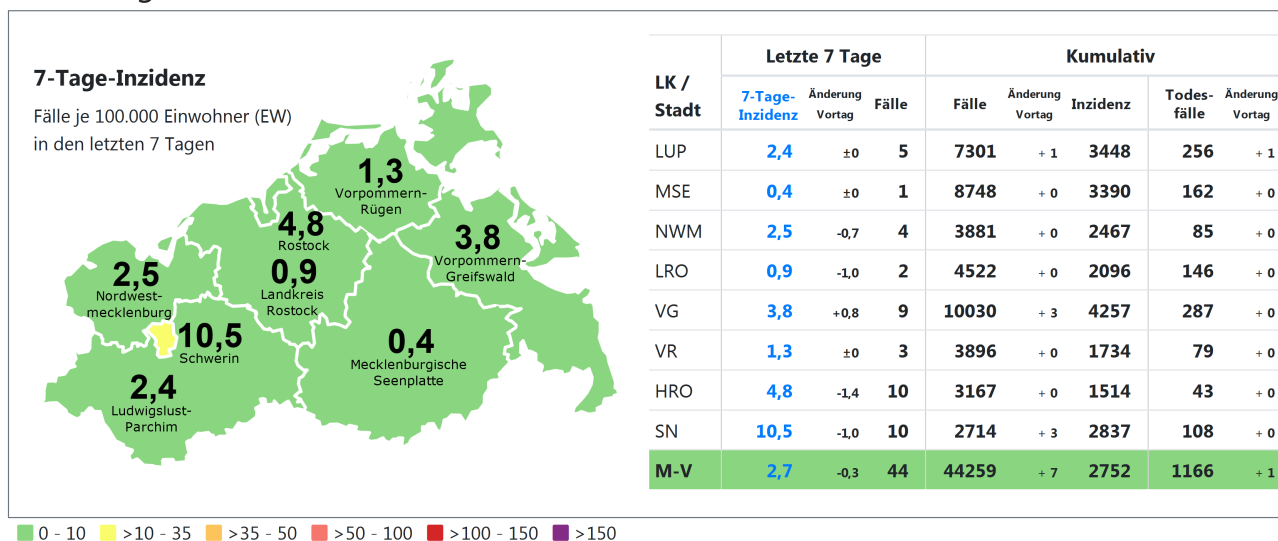 7-Tage-Inzidenz
Fälle je 100.000 Einwohner (EW)
in den letzten 7 Tagen
1,3
Vorpommern-
Rügen
4,8
Rostock
3,8
Vorpommern-
Greifswald
0,9
Landkreis
Rostock
2,5
Nordwest-
mecklenburg
10,5
Schwerin
0,4
Mecklenburgische
Seenplatte
2,4
Ludwigslust-
Parchim
LK / Stadt
Letzte 7 Tage Kumulativ
7-Tage-Inzidenz Änderung Vortag Fälle Fälle Änderung Vortag Inzidenz Todes-fälle Änderung Vortag
LUP 2,4 ±0 5 7301 + 1 3448 256 + 1
MSE 0,4 ±0 1 8748 + 0 3390 162 + 0
NWM 2,5 -0,7 4 3881 + 0 2467 85 + 0
LRO 0,9 -1,0 2 4522 + 0 2096 146 + 0
VG 3,8 +0,8 9 10030 + 3 4257 287 + 0
VR 1,3 ±0 3 3896 + 0 1734 79 + 0
HRO 4,8 -1,4 10 3167 + 0 1514 43 + 0
SN 10,5 -1,0 10 2714 + 3 2837 108 + 0
M-V 2,7 -0,3 44 44259 + 7 2752 1166 + 1
0 - 10 >10 - 35 >35 - 50 >50 - 100 >100 - 150 >150